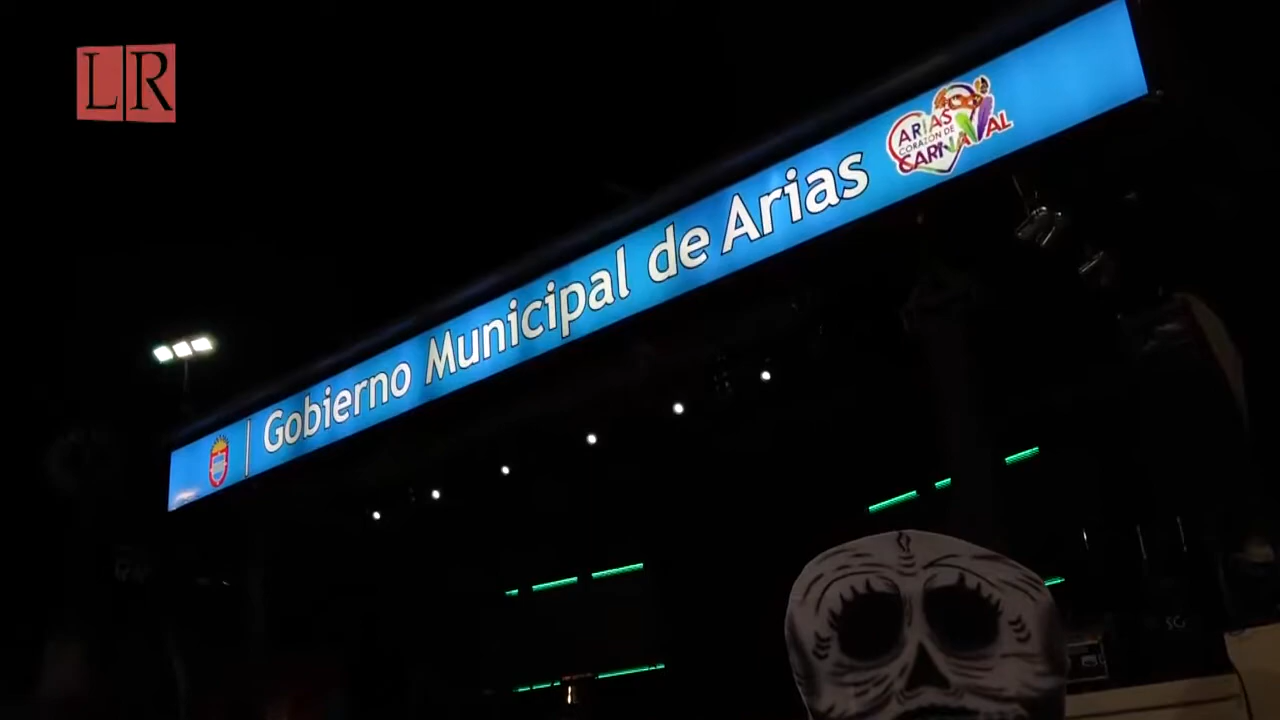 LR
Gobierno Municipal de Arias
ARIAS
CORAZÓN DE
CARNAVAL